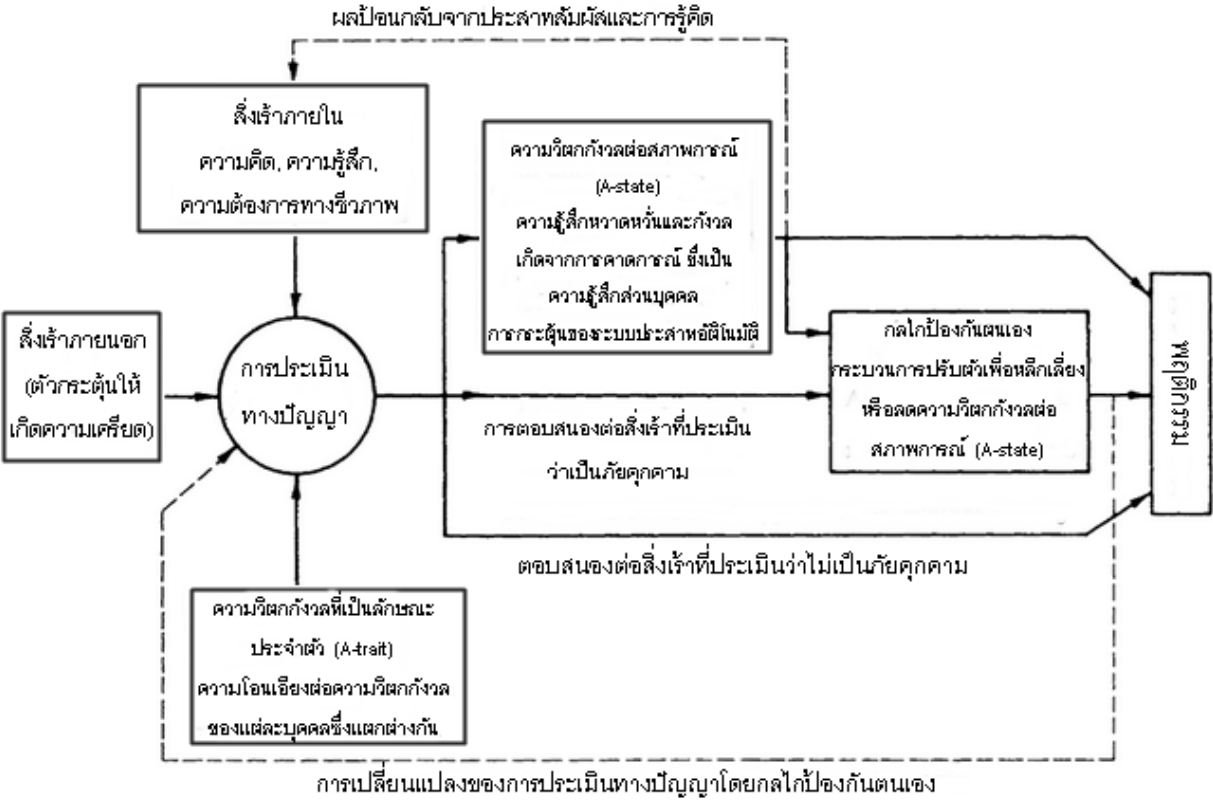 ผลป้อนกลับจากประสาทสัมผัสและการรู้คิด
สิ่งเร้าภายใน
ความคิด, ความรู้สึก,
ความต้องการทางชีวภาพ
ความวิตกกังวลต่อสภาพการณ์
(A-state)
ความรู้สึกหวาดหวั่นและกังวล
เกิดจากการคาดการณ์ ซึ่งเป็น
ความรู้สึกส่วนบุคคล
การกระตุ้นของระบบประสาทอัติโนมัติ
สิ่งเร้าภายนอก
(ตัวกระตุ้นให้
เกิดความเครียด)
การประเมิน
ทางปัญญา
กลไกป้องกันตนเอง
กระบวนการปรับตัวเพื่อหลีกเลี่ยง
หรือลดความวิตกกังวลต่อ
สภาพการณ์ (A-state)
พฤติกรรม
การตอบสนองต่อสิ่งเร้าที่ประเมิน
ว่าเป็นภัยคุกคาม
ตอบสนองต่อสิ่งเร้าที่ประเมินว่าไม่เป็นภัยคุกคาม
ความวิตกกังวลที่เป็นลักษณะ
ประจำตัว (A-trait)
ความโอนเอียงต่อความวิตกกังวล
ของแต่ละบุคคลซึ่งแตกต่างกัน
การเปลี่ยนแปลงของการประเมินทางปัญญาโดยกลไกป้องกันตนเอง